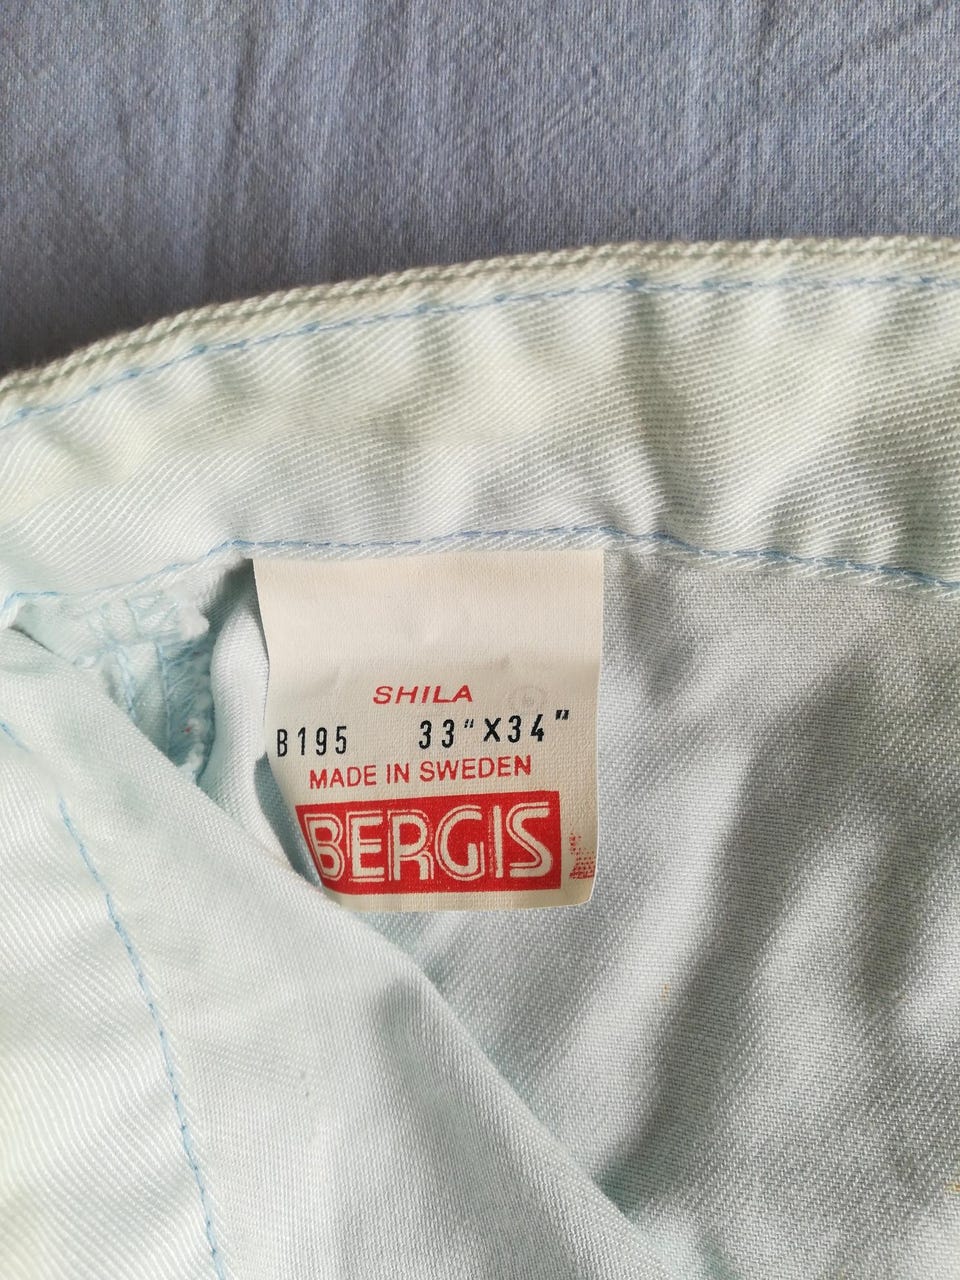 SHILA
B195 33"X34"
MADE IN SWEDEN
BERGIS